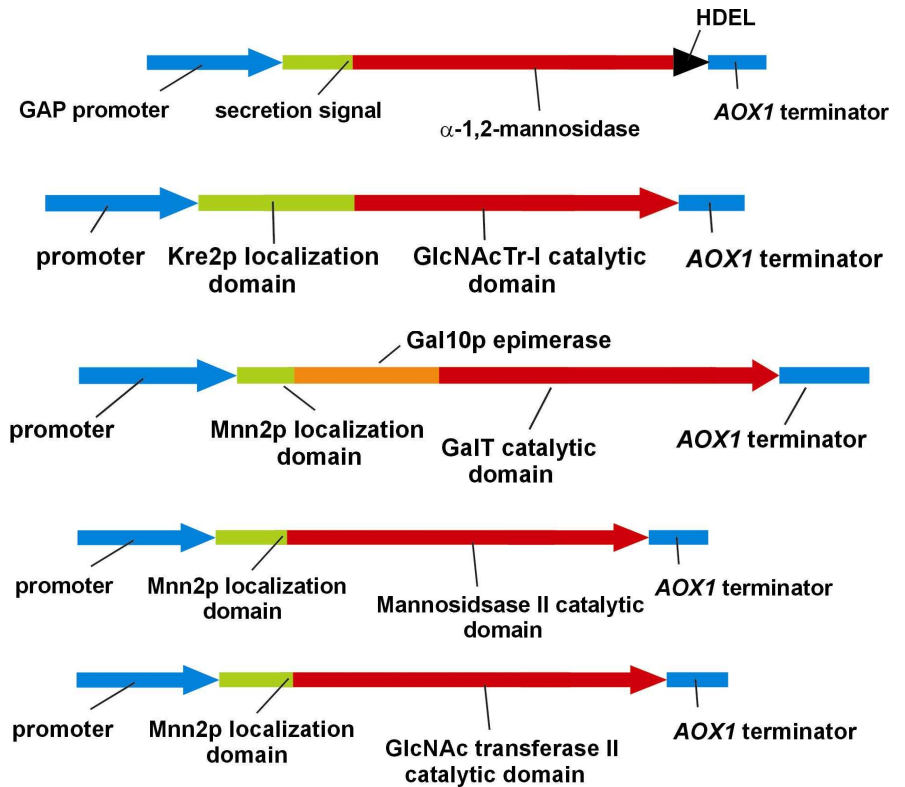 HDEL
GAP promoter
secretion signal
α-1,2-mannosidase
AOX1 terminator
promoter
Kre2p localization
domain
GlcNAcTr-I catalytic
domain
AOX1 terminator
Gal10p epimerase
promoter
Mnn2p localization
domain
GalT catalytic
domain
AOX1 terminator
promoter
Mnn2p localization
domain
Mannosidsase II catalytic
domain
AOX1 terminator
promoter
Mnn2p localization
domain
GlcNAc transferase II
catalytic domain
AOX1 terminator